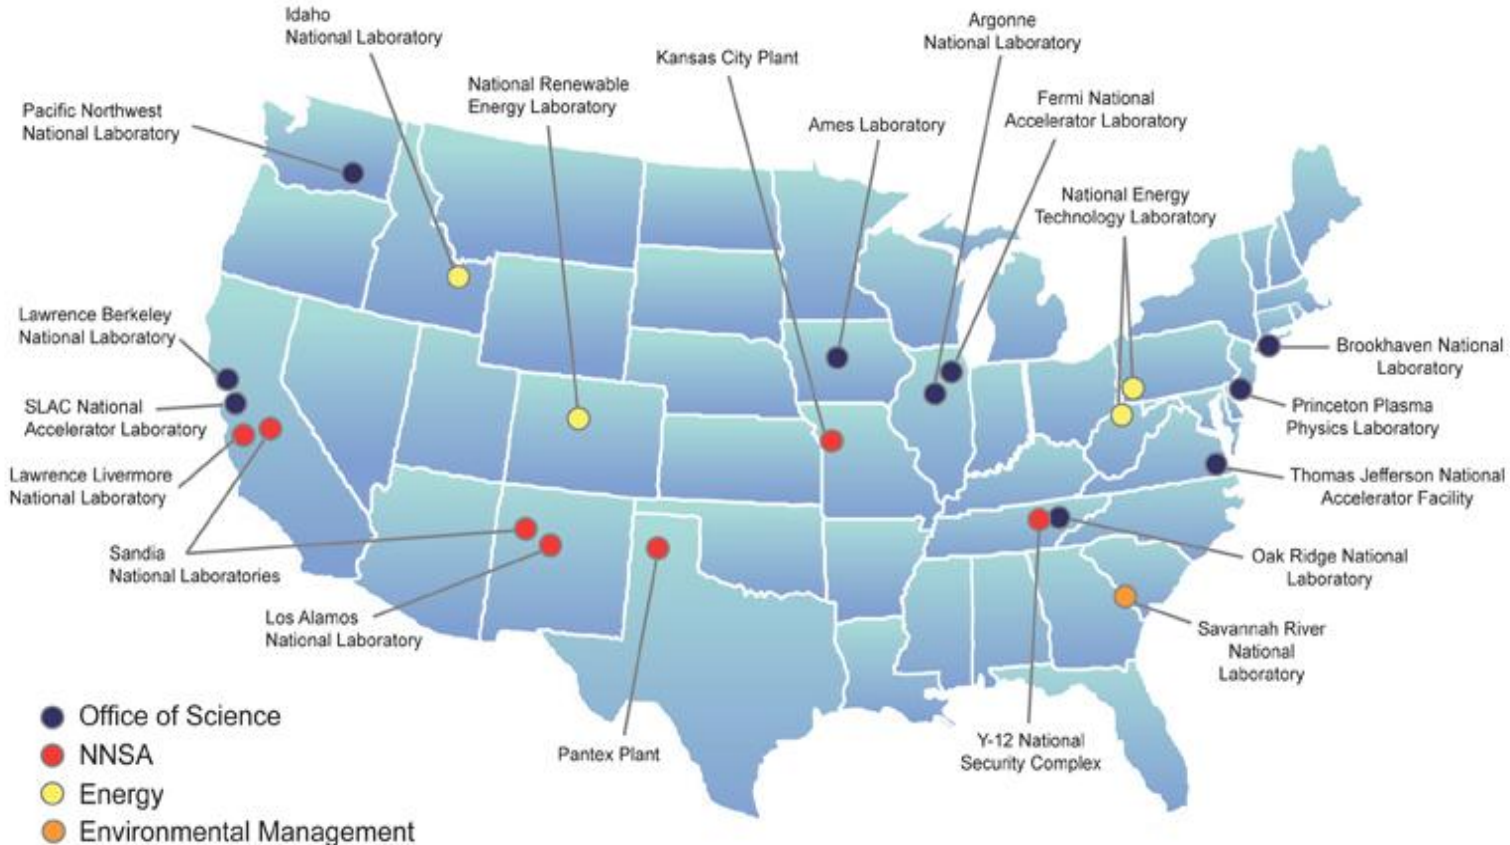 Idaho
National Laboratory
Argonne
National Laboratory
Kansas City Plant
National Renewable
Energy Laboratory
Fermi National
Accelerator Laboratory
Pacific Northwest
National Laboratory
Ames Laboratory
National Energy
Technology Laboratory
Lawrence Berkeley
National Laboratory
Brookhaven National
Laboratory
SLAC National
Accelerator Laboratory
Princeton Plasma
Physics Laboratory
Lawrence Livermore
National Laboratory
Thomas Jefferson National
Accelerator Facility
Sandia
National Laboratories
Oak Ridge National
Laboratory
Los Alamos
National Laboratory
Savannah River
National
Laboratory
Pantex Plant
Y-12 National
Security Complex
Office of Science
NNSA
Energy
Environmental Management